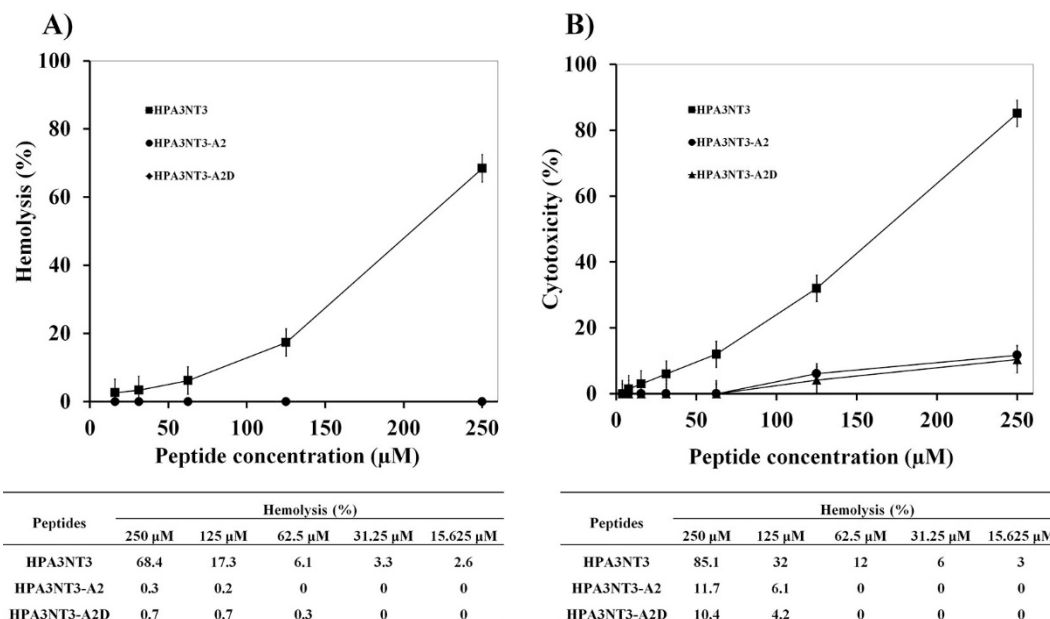 A)
100
80
60
40
20
0
Hemolysis (%)
HPA3NT3
HPA3NT3-A2
HPA3NT3-A2D
0 50 100 150 200 250
Peptide concentration (µM)
Peptides
Hemolysis (%)
250 µM 125 µM 62.5 µM 31.25 µM 15.625 µM
HPA3NT3 68.4 17.3 6.1 3.3 2.6
HPA3NT3-A2 0.3 0.2 0 0 0
HPA3NT3-A2D 0.7 0.7 0.3 0 0
B)
100
80
60
40
20
0
Cytotoxicity (%)
HPA3NT3
HPA3NT3-A2
HPA3NT3-A2D
0 50 100 150 200 250
Peptide concentration (µM)
Peptides
Hemolysis (%)
250 µM 125 µM 62.5 µM 31.25 µM 15.625 µM
HPA3NT3 85.1 32 12 6 3
HPA3NT3-A2 11.7 6.1 0 0 0
HPA3NT3-A2D 10.4 4.2 0 0 0